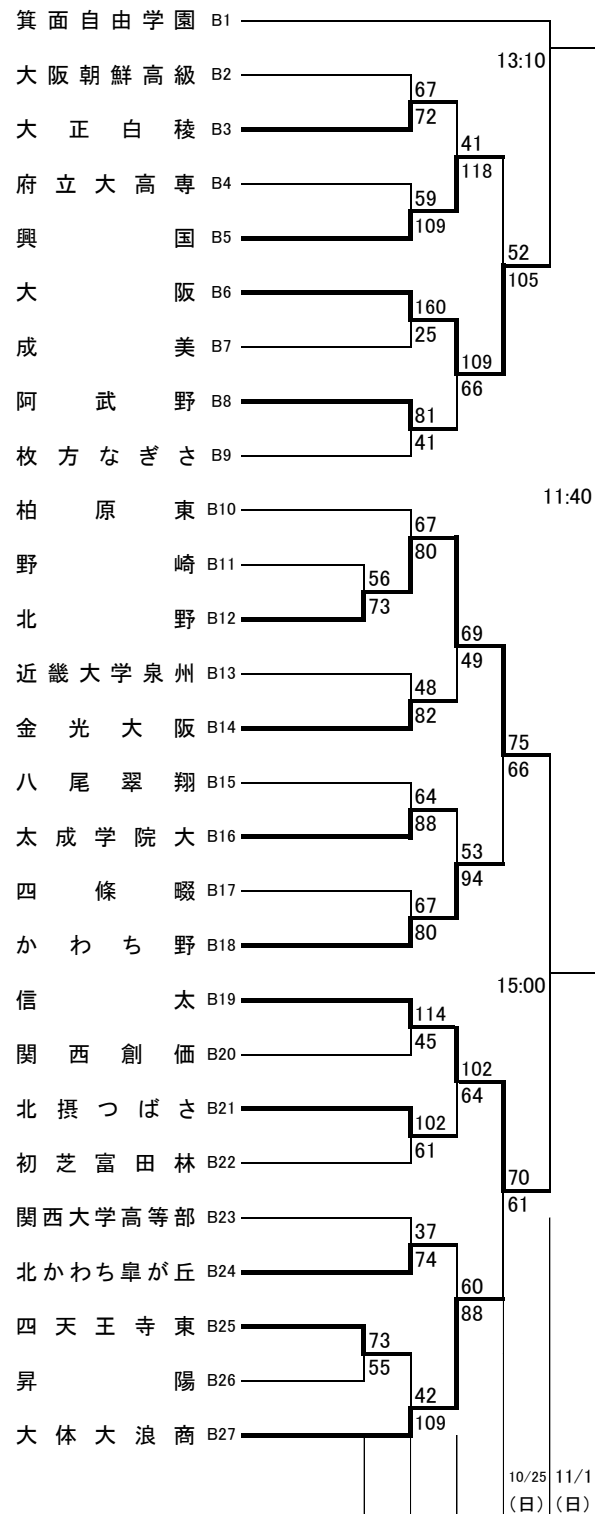 箕面自由学園 B1
13:10
大阪朝鮮高級 B2
67
大正白稜 B3
72
41
118
府立大高専 B4
59
興国 B5
109
52
105
大阪 B6
160
成美 B7
25
109
66
阿武野 B8
81
枚方なぎさ B9
41
11:40
柏原東 B10
67
野崎 B11
80
56
北野 B12
73
69
49
近畿大学泉州 B13
48
金光大阪 B14
82
75
66
八尾翠翔 B15
64
太成学院大 B16
88
53
94
四條畷 B17
67
かわち野 B18
80
15:00
信太 B19
114
関西創価 B20
45
102
64
北摂つばさ B21
102
初芝富田林 B22
61
70
61
関西大学高等部 B23
37
北かわち皐が丘 B24
74
60
88
四天王寺東 B25
73
昇陽 B26
55
42
大体大浪商 B27
109
10/25 11/1
(日) (日)